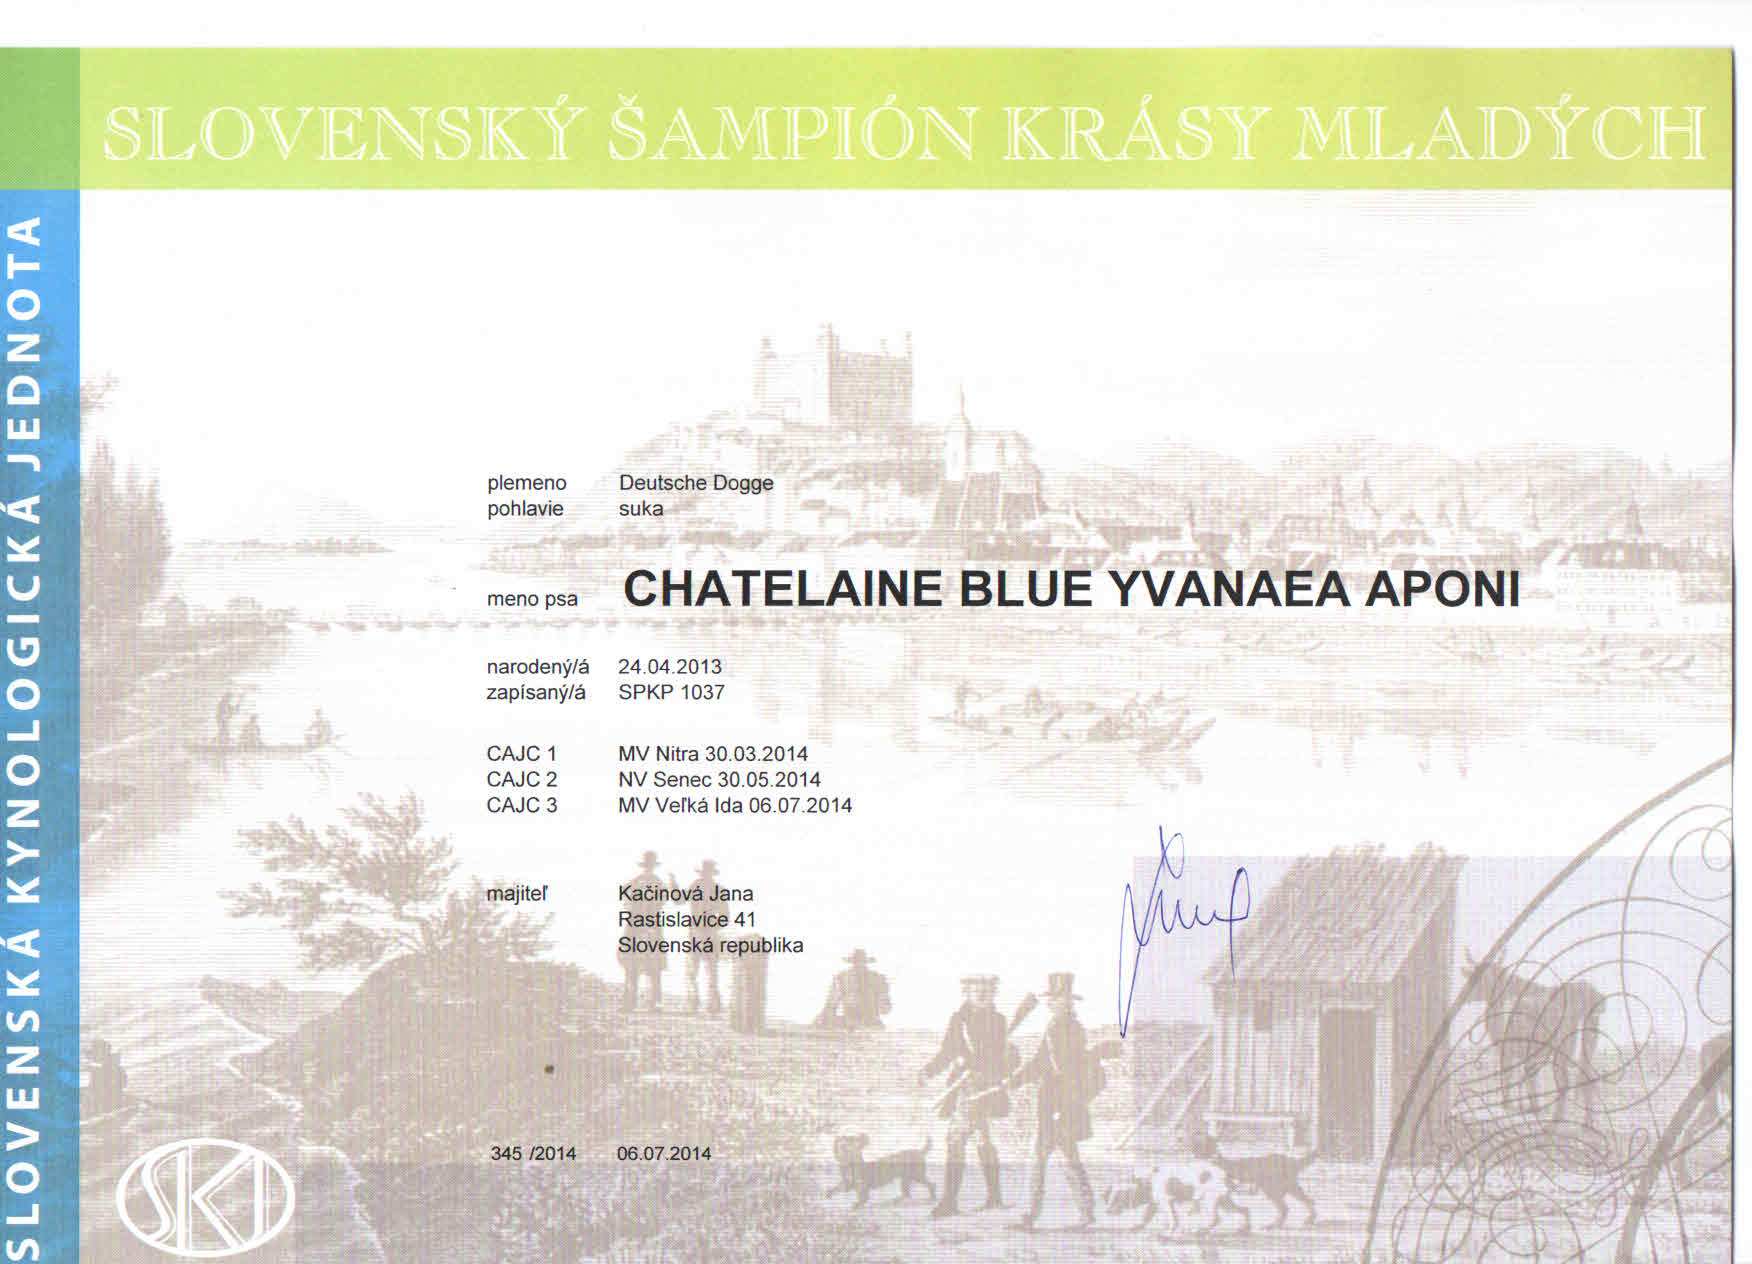 SLOVENSKÝ ŠAMPIÓN KRÁSY MLADÝCH
SLOVENSKÁ KYNOLOGICKÁ JEDNOTA
plemeno Deutsche Dogge
pohlavie suka
meno psa CHATELAINE BLUE YVANAEA APONI
narodený/á 24.04.2013
zapísaný/á SPKP 1037
CAJC 1 MV Nitra 30.03.2014
CAJC 2 NV Senec 30.05.2014
CAJC 3 MV Veľká Ida 06.07.2014
majiteľ Kačinová Jana
Rastislavice 41
Slovenská republika
345 /2014 06.07.2014
SKJ